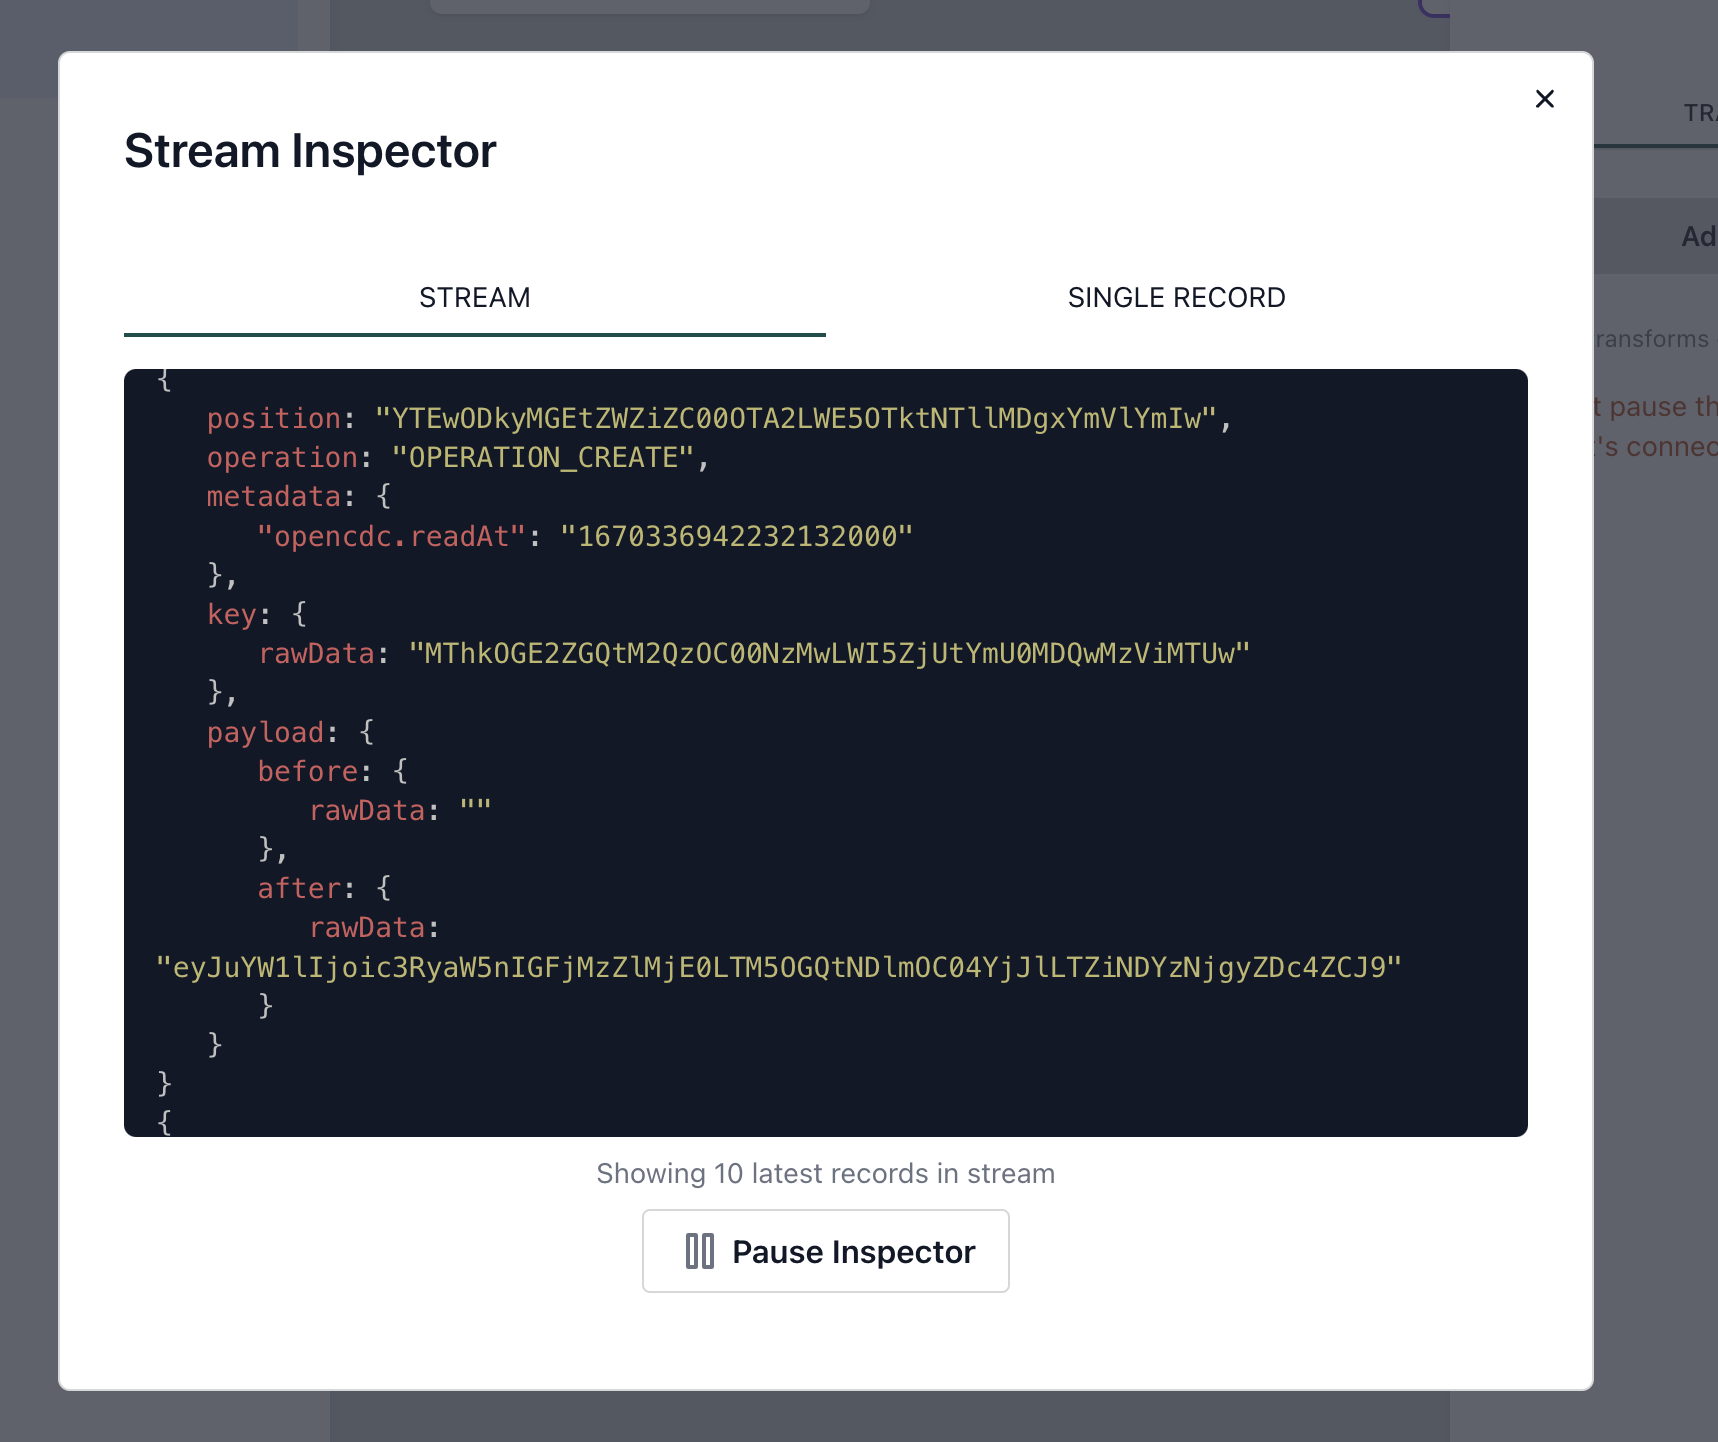 Stream Inspector
STREAM
SINGLE RECORD
{
position: "YTEwODkyMGEtZWZiZC00OTA2LWE5OTktNTllMDgxYmVlYmIw",
operation: "OPERATION_CREATE",
metadata: {
"opencdc.readAt": "1670336942232132000"
},
key: {
rawData: "MThkOGE2ZGQtM2QzOC00NzMwLWI5ZjUtYmU0MDQwMzViMTUw"
},
payload: {
before: {
rawData: ""
},
after: {
rawData:
"eyJuYW1lIjoic3RyaW5nIGFjMzZlMjE0LTM5OGQtNDlmOC04YjJlLTZiNDYzNjgyZDc4ZCJ9"
}
}
}
{
Showing 10 latest records in stream
Pause Inspector
TRA
Ad
ransforms
t pause th
's connec